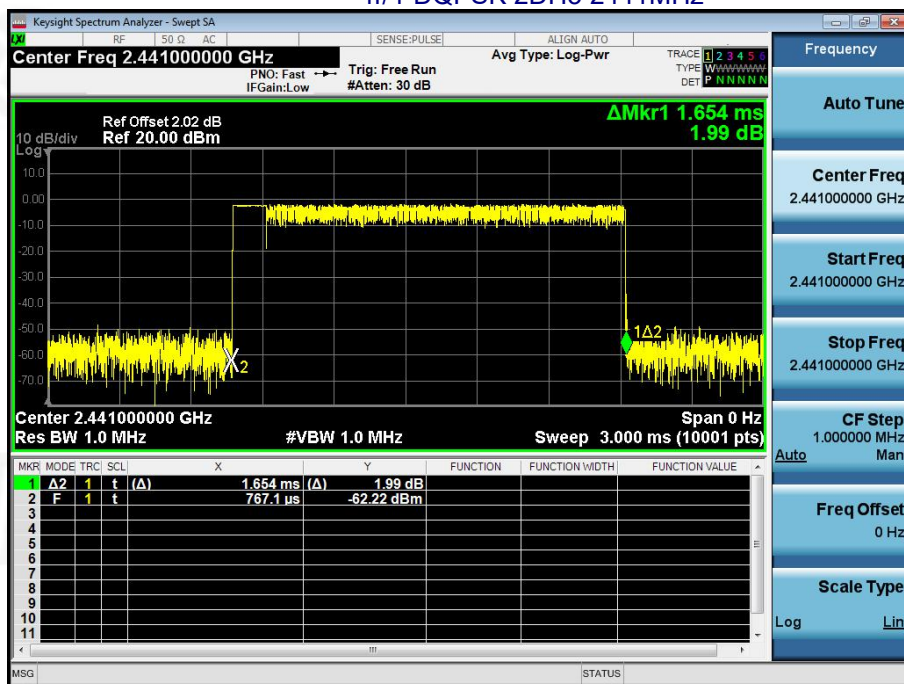 Keysight Spectrum Analyzer - Swept SA
LXI RF 50 Ω AC SENSE:PULSE ALIGN AUTO
Center Freq 2.441000000 GHz
PNO: Fast
IFGain:Low
Trig: Free Run
#Atten: 30 dB
Avg Type: Log-Pwr
TRACE 1 2 3 4 5 6
TYPE WWWWWW
DET P N N N N N
Frequency
Auto Tune
Center Freq
2.441000000 GHz
Start Freq
2.441000000 GHz
Stop Freq
2.441000000 GHz
CF Step
1.000000 MHz
Auto Man
Freq Offset
0 Hz
Scale Type
Log Lin
ΔMkr1 1.654 ms
1.99 dB
10 dB/div
Log
Ref Offset 2.02 dB
Ref 20.00 dBm
10.0
0.00
-10.0
-20.0
-30.0
-40.0
-50.0
-60.0
-70.0
2
1Δ2
Center 2.441000000 GHz
Span 0 Hz
Res BW 1.0 MHz #VBW 1.0 MHz Sweep 3.000 ms (10001 pts)
MKR MODE TRC SCL X Y FUNCTION FUNCTION WIDTH FUNCTION VALUE
1 Δ2 1 t (Δ) 1.654 ms (Δ) 1.99 dB
2 F 1 t 767.1 µs -62.22 dBm
3
4
5
6
7
8
9
10
11
MSG STATUS